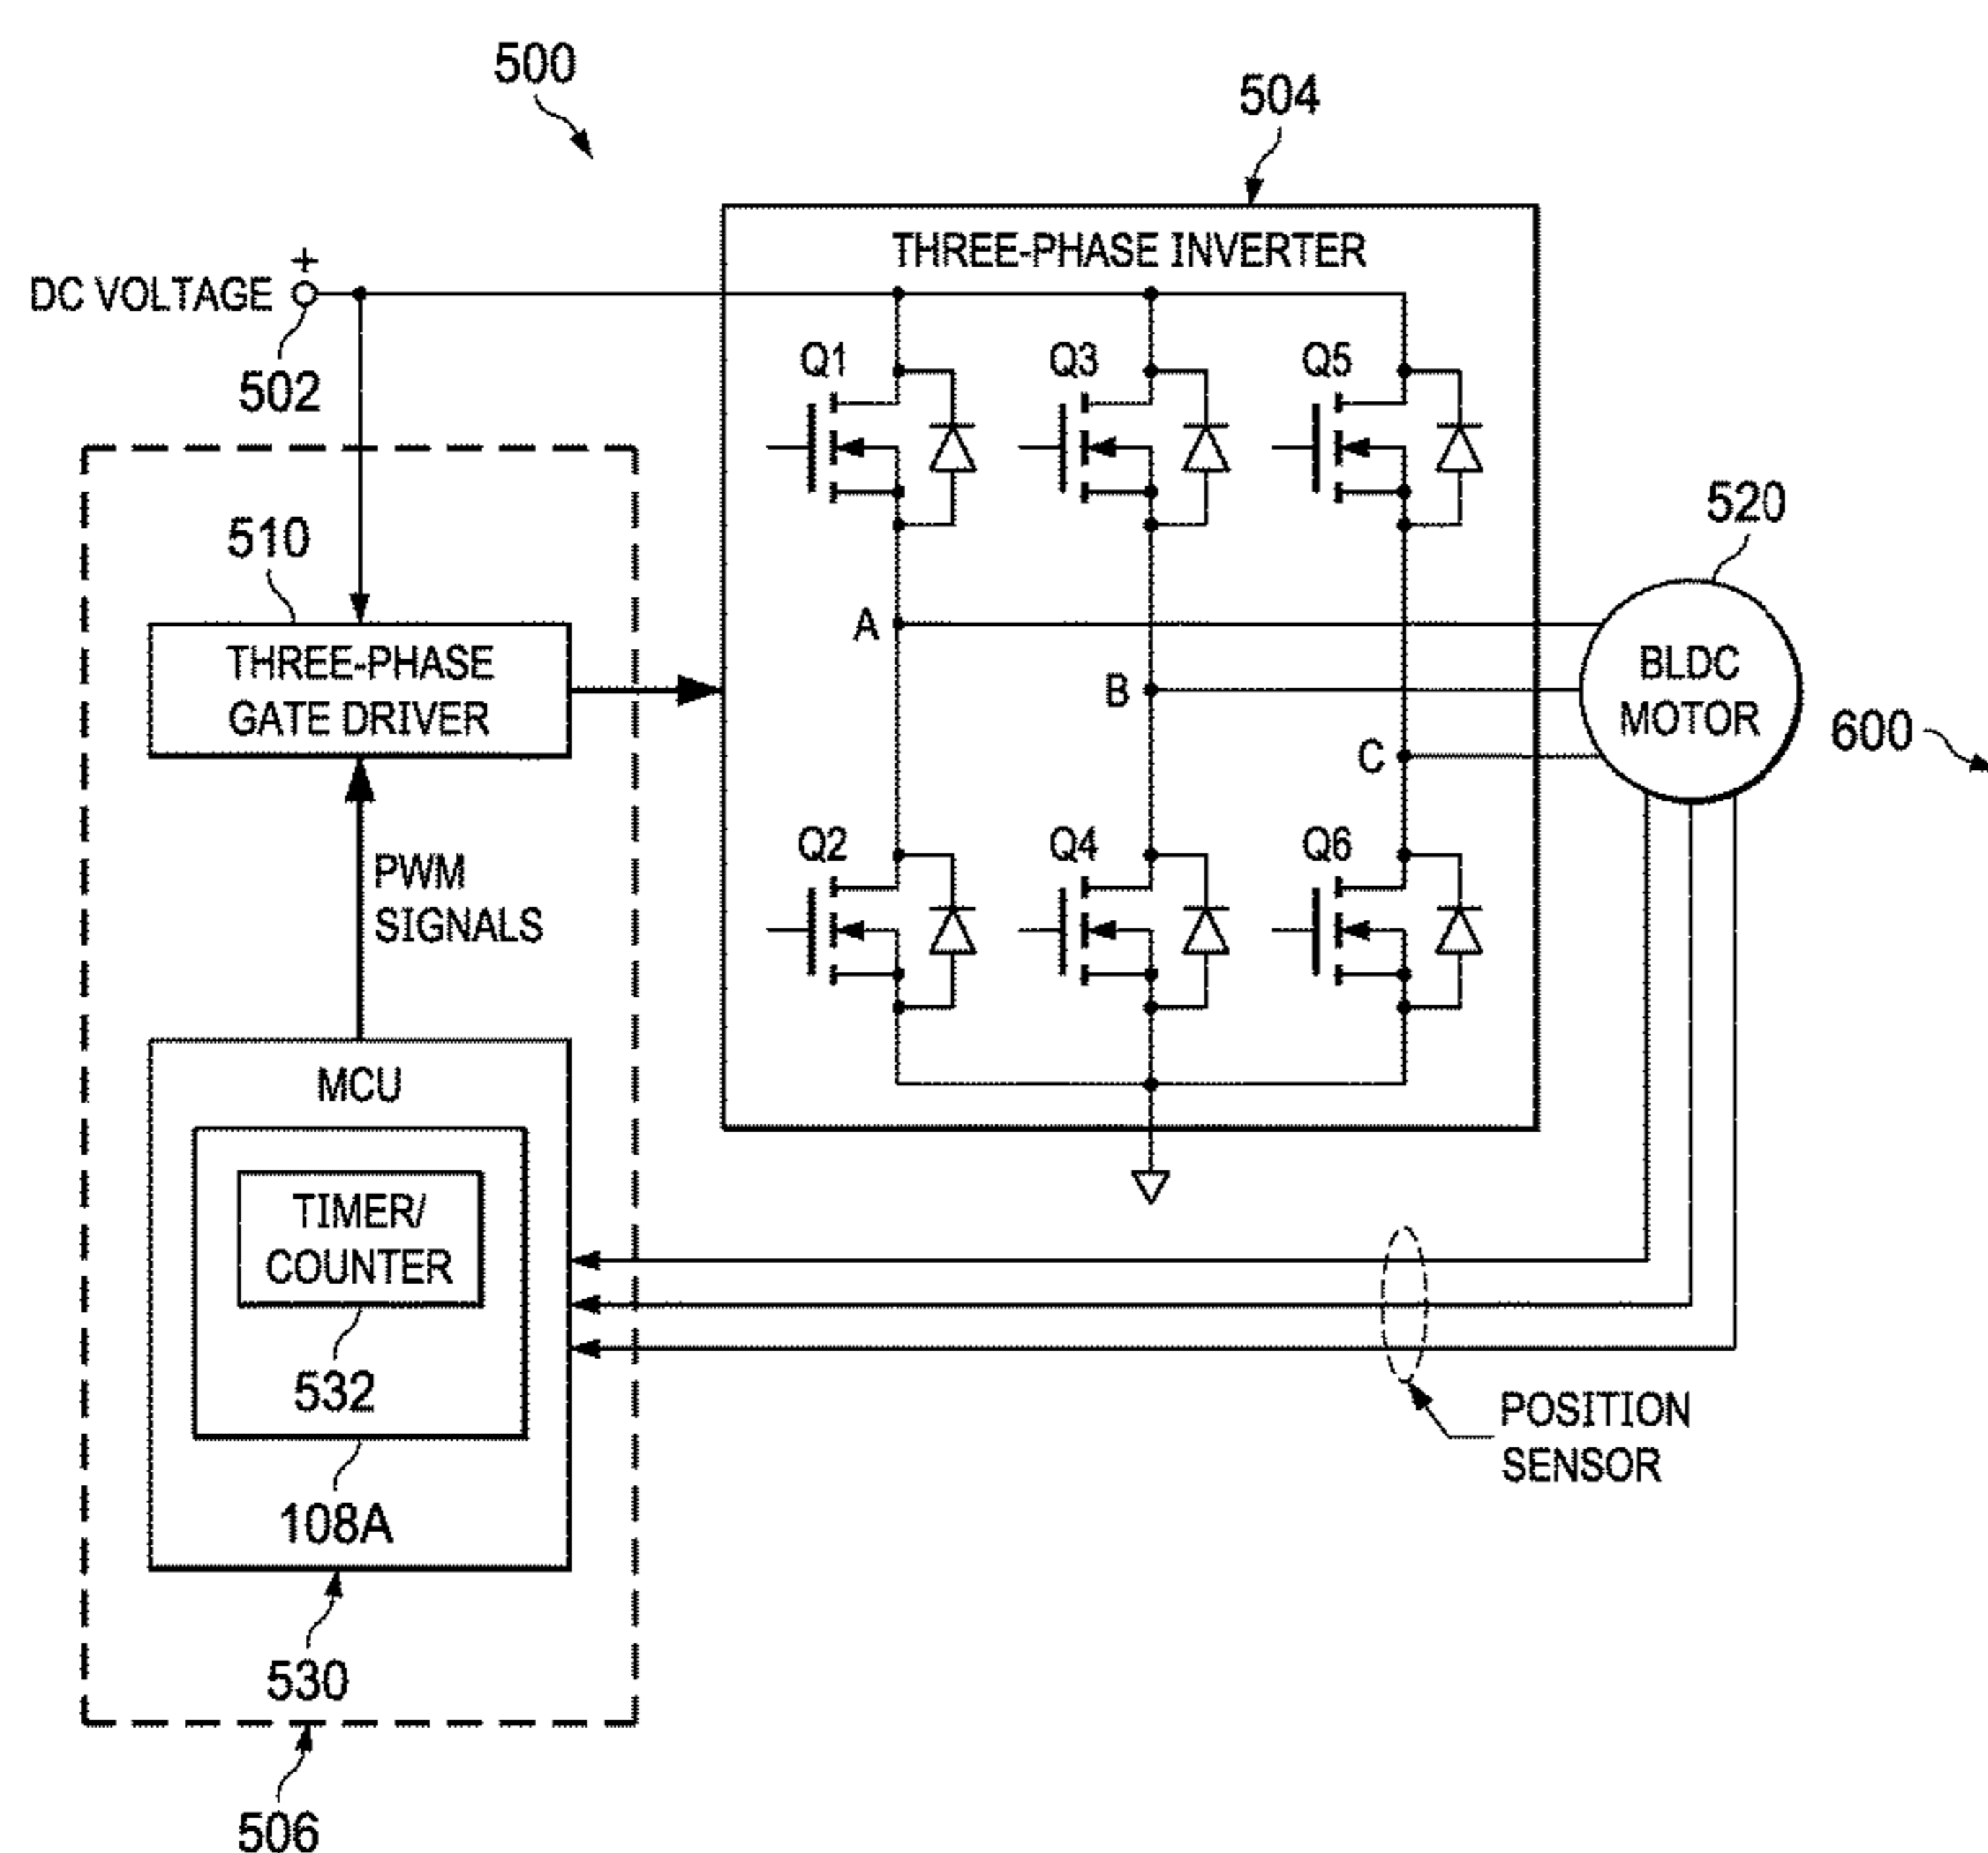 500
504
THREE-PHASE INVERTER
+
DC VOLTAGE
502
Q1
Q3
Q5
510
520
THREE-PHASE
GATE DRIVER
A
B
C
BLDC
MOTOR
600
Q2
Q4
Q6
PWM
SIGNALS
MCU
TIMER/
COUNTER
532
108A
POSITION
SENSOR
530
506